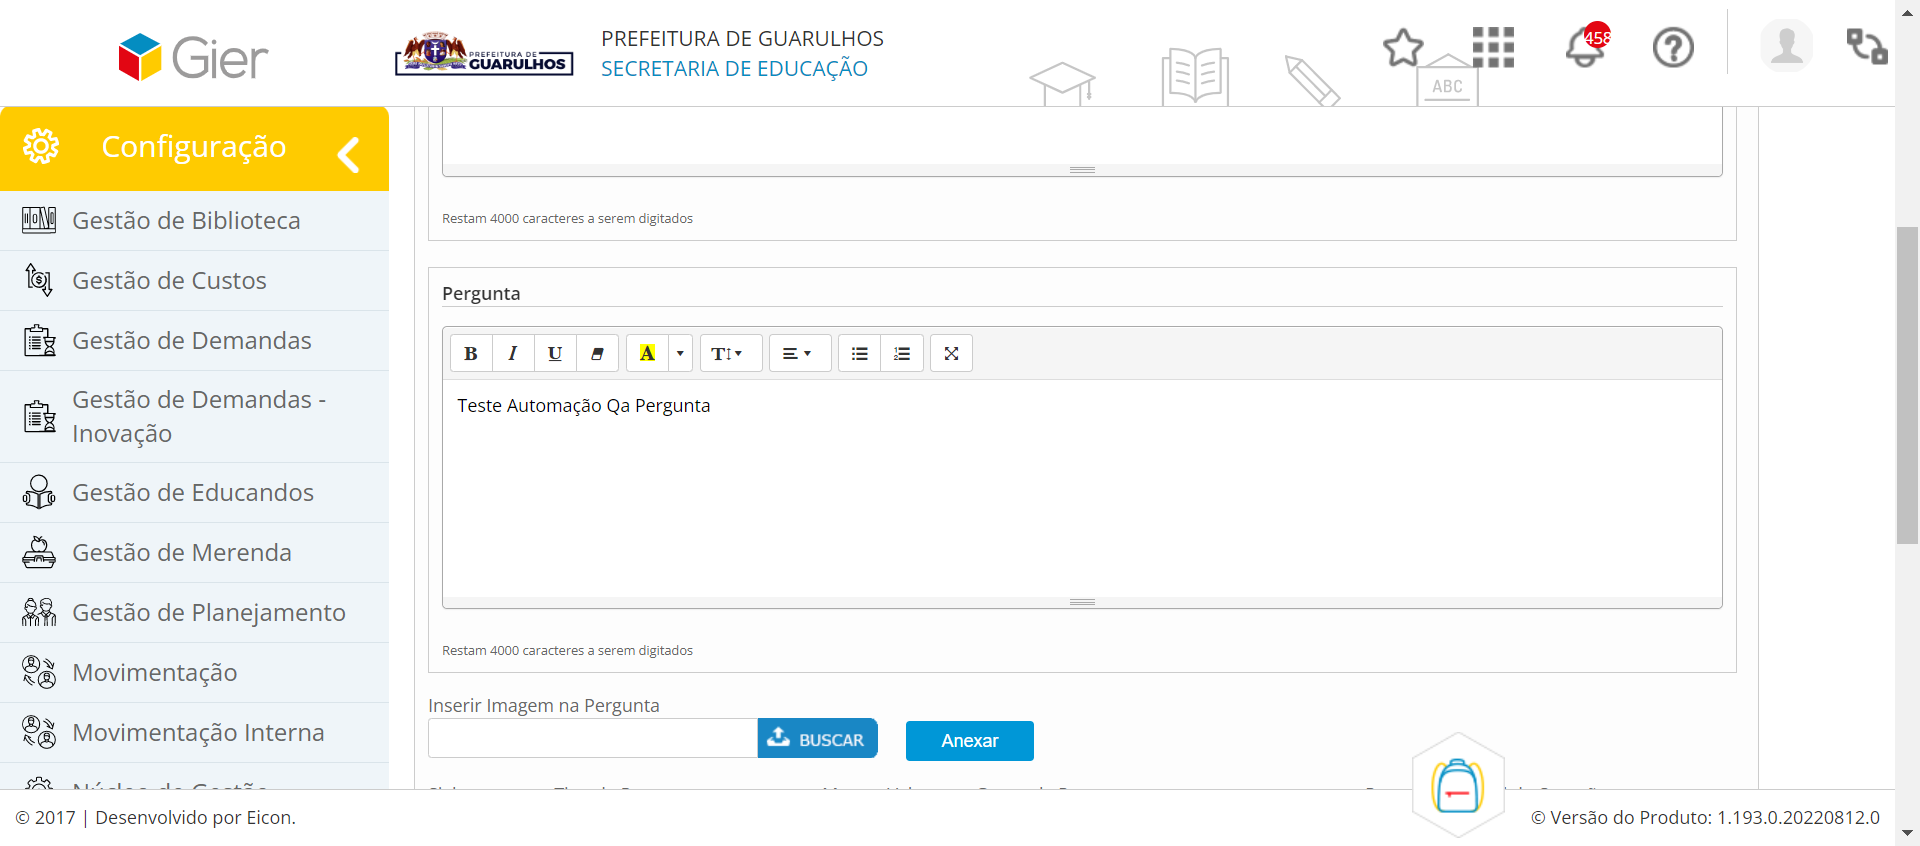 Gier
PREFEITURA DE
GUARULHOS
PREFEITURA DE GUARULHOS
SECRETARIA DE EDUCAÇÃO
ABC
458
Configuração
Gestão de Biblioteca
Gestão de Custos
Gestão de Demandas
Gestão de Demandas -
Inovação
Gestão de Educandos
Gestão de Merenda
Gestão de Planejamento
Movimentação
Movimentação Interna
Núcleo de Gestão
Restam 4000 caracteres a serem digitados
Pergunta
B I U A T
Teste Automação Qa Pergunta
Restam 4000 caracteres a serem digitados
Inserir Imagem na Pergunta
BUSCAR
Anexar
© 2017 | Desenvolvido por Eicon.
© Versão do Produto: 1.193.0.20220812.0